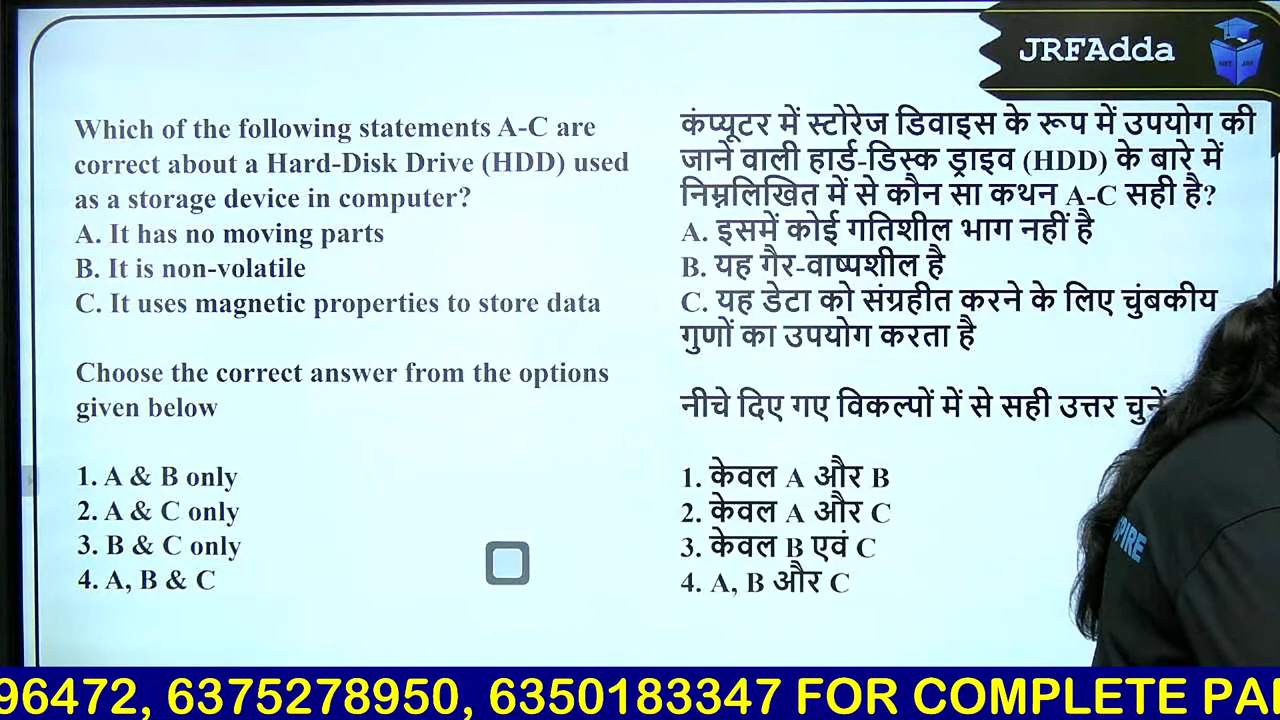 JRFAdda
Which of the following statements A-C are
correct about a Hard-Disk Drive (HDD) used
as a storage device in computer?
A. It has no moving parts
B. It is non-volatile
C. It uses magnetic properties to store data
Choose the correct answer from the options
given below
1. A & B only
2. A & C only
3. B & C only
4. A, B & C
कंप्यूटर में स्टोरेज डिवाइस के रूप में उपयोग की
जाने वाली हार्ड-डिस्क ड्राइव (HDD) के बारे में
निम्नलिखित में से कौन सा कथन A-C सही है?
A. इसमें कोई गतिशील भाग नहीं है
B. यह गैर-वाष्पशील है
C. यह डेटा को संग्रहीत करने के लिए चुंबकीय
गुणों का उपयोग करता है
नीचे दिए गए विकल्पों में से सही उत्तर चुनें
1. केवल A और B
2. केवल A और C
3. केवल B एवं C
4. A, B और C
96472, 6375278950, 6350183347 FOR COMPLETE